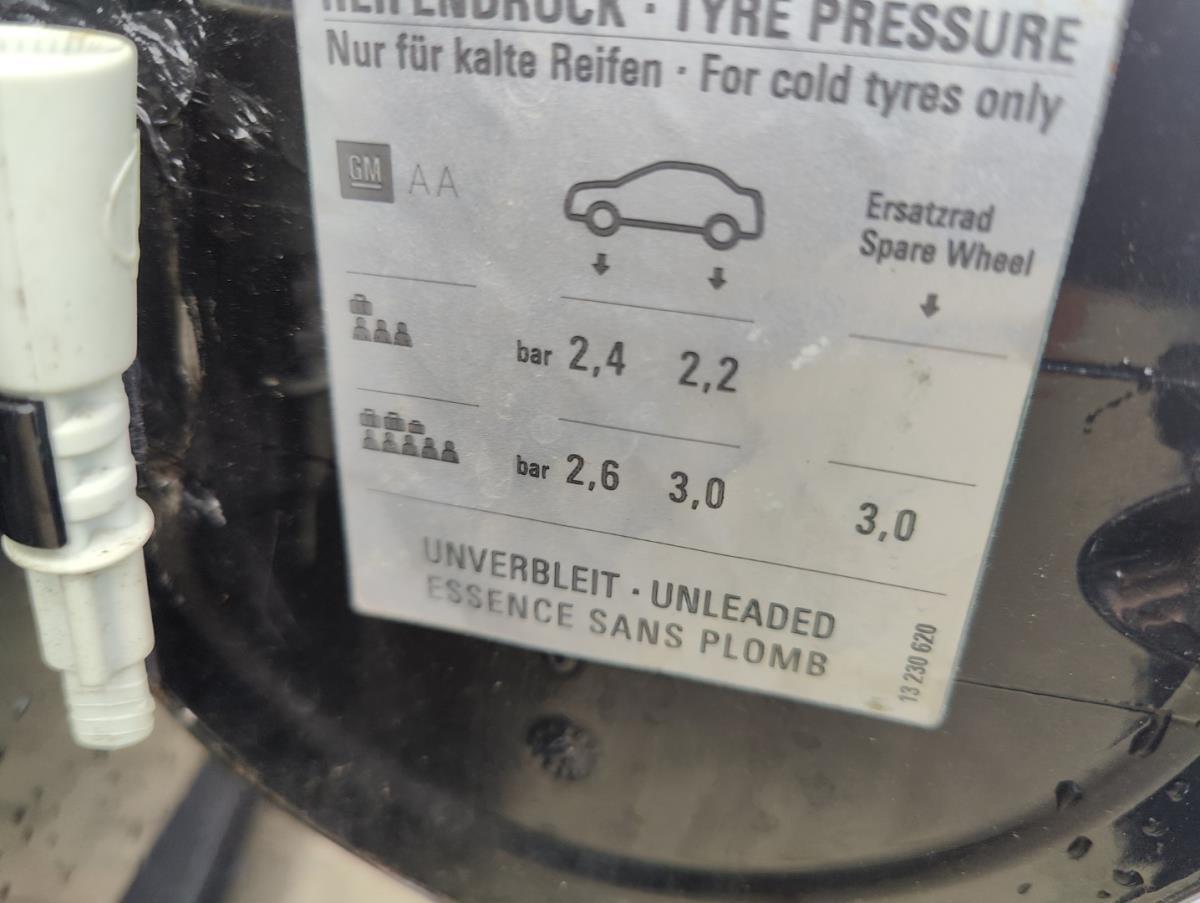 REIFENDRUCK · TYRE PRESSURE
Nur für kalte Reifen · For cold tyres only
GM AA
Ersatzrad
Spare Wheel
bar 2,4 2,2
bar 2,6 3,0 3,0
UNVERBLEIT · UNLEADED
ESSENCE SANS PLOMB
13 230 620